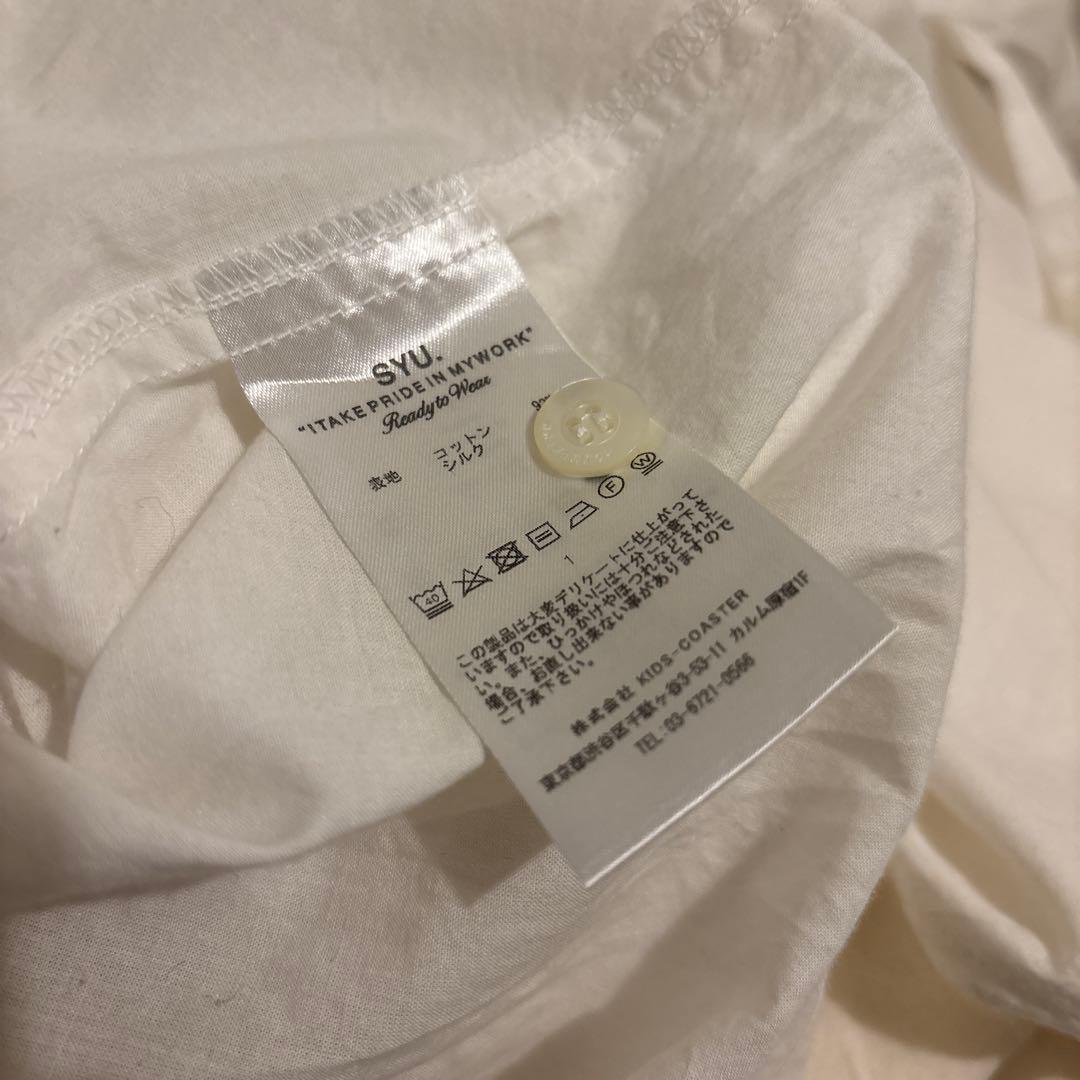 SYU.
"I TAKE PRIDE IN MYWORK"
Ready to Wear
表地 コットン
シルク
40
F
W
1
この製品は大変デリケートに仕上がって
いますので取り扱いには十分ご注意下さ
い。また、ひっかけやほつれなどされた
場合、お直し出来ない事がありますので
ご了承下さい。
株式会社 KIDS-COASTER
東京都渋谷区千駄ヶ谷3-53-11 カルム原宿1F
TEL:03-6721-0566